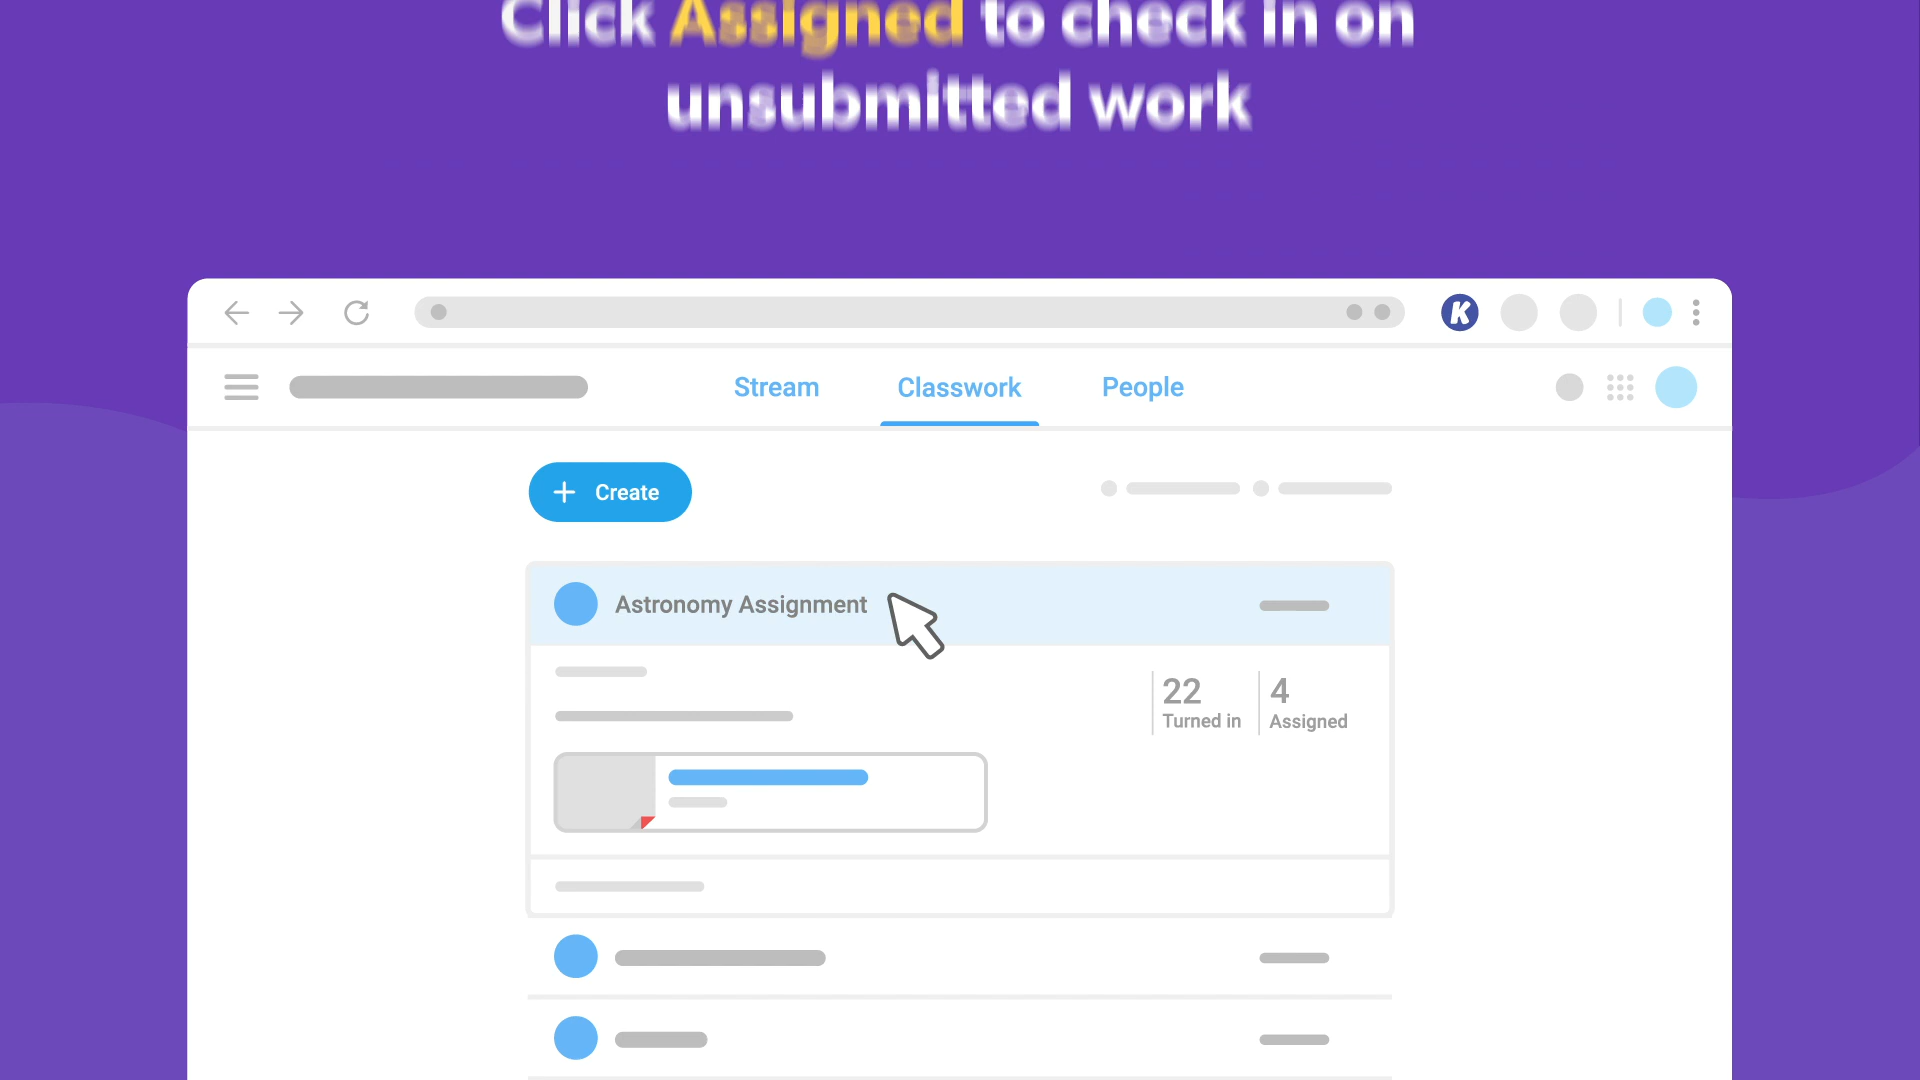 Click Assigned to check in on
unsubmitted work
K
Stream
Classwork
People
+ Create
Astronomy Assignment
22
Turned in
4
Assigned